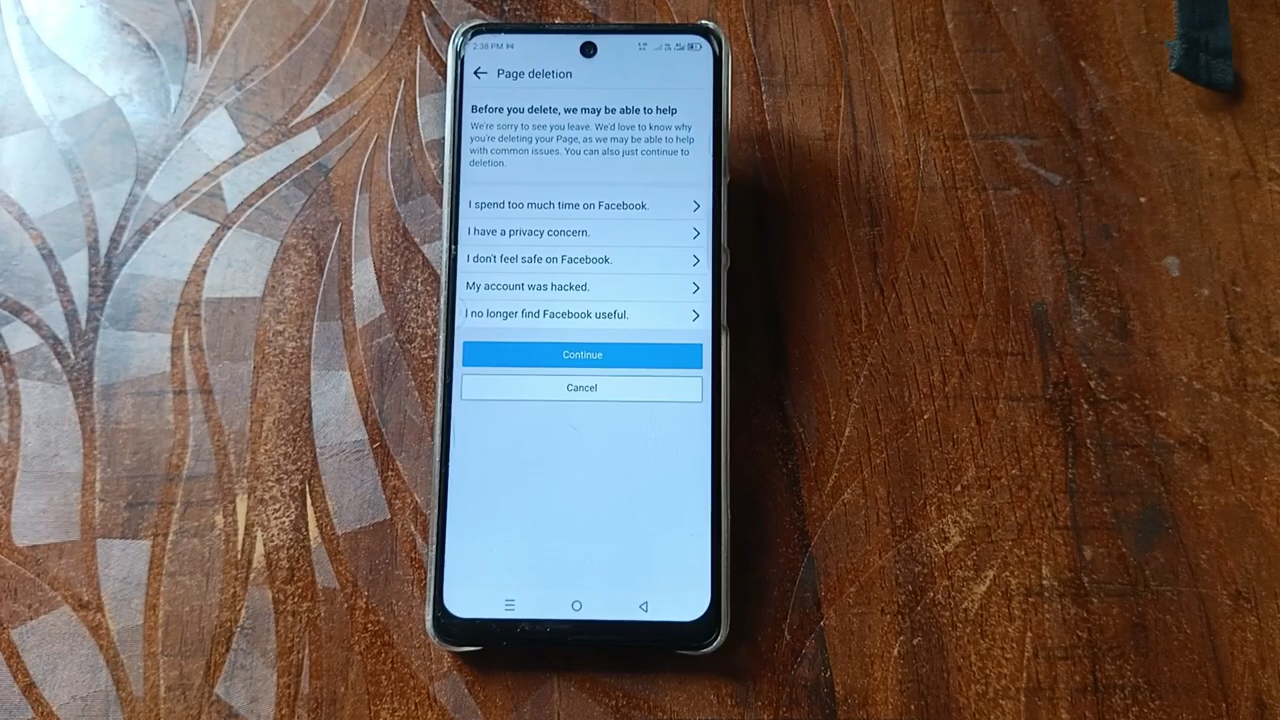 2:38 PM
Page deletion
Before you delete, we may be able to help
We're sorry to see you leave. We'd love to know why
you're deleting your Page, as we may be able to help
with common issues. You can also just continue to
deletion.
I spend too much time on Facebook.
I have a privacy concern.
I don't feel safe on Facebook.
My account was hacked.
I no longer find Facebook useful.
Continue
Cancel